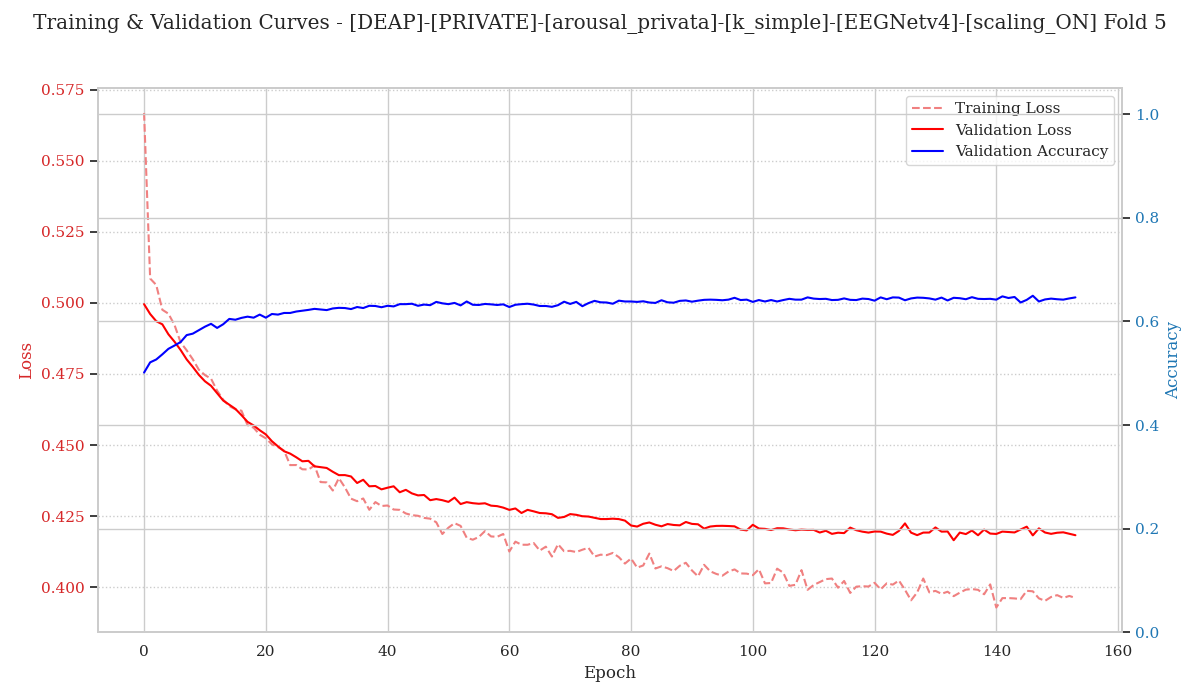 Training & Validation Curves - [DEAP]-[PRIVATE]-[arousal_privata]-[k_simple]-[EEGNetv4]-[scaling_ON] Fold 5
Training Loss
Validation Loss
Validation Accuracy
0.575
0.550
0.525
0.500
0.475
0.450
0.425
0.400
Loss
1.0
0.8
0.6
0.4
0.2
0.0
Accuracy
0 20 40 60 80 100 120 140 160
Epoch